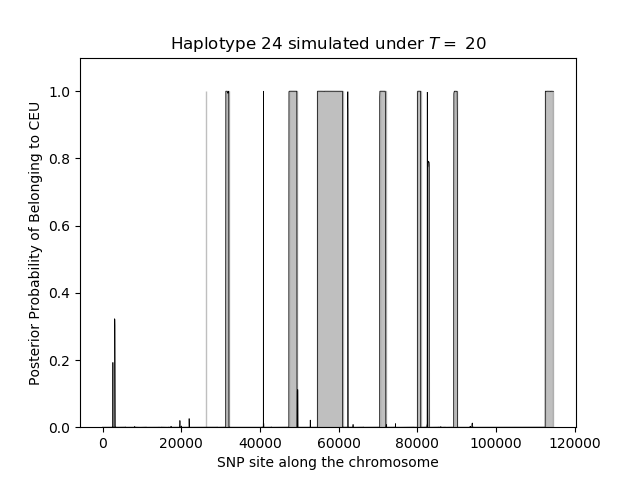 Haplotype 24 simulated under T = 20
Posterior Probability of Belonging to CEU
1.0
0.8
0.6
0.4
0.2
0.0
0 20000 40000 60000 80000 100000 120000
SNP site along the chromosome